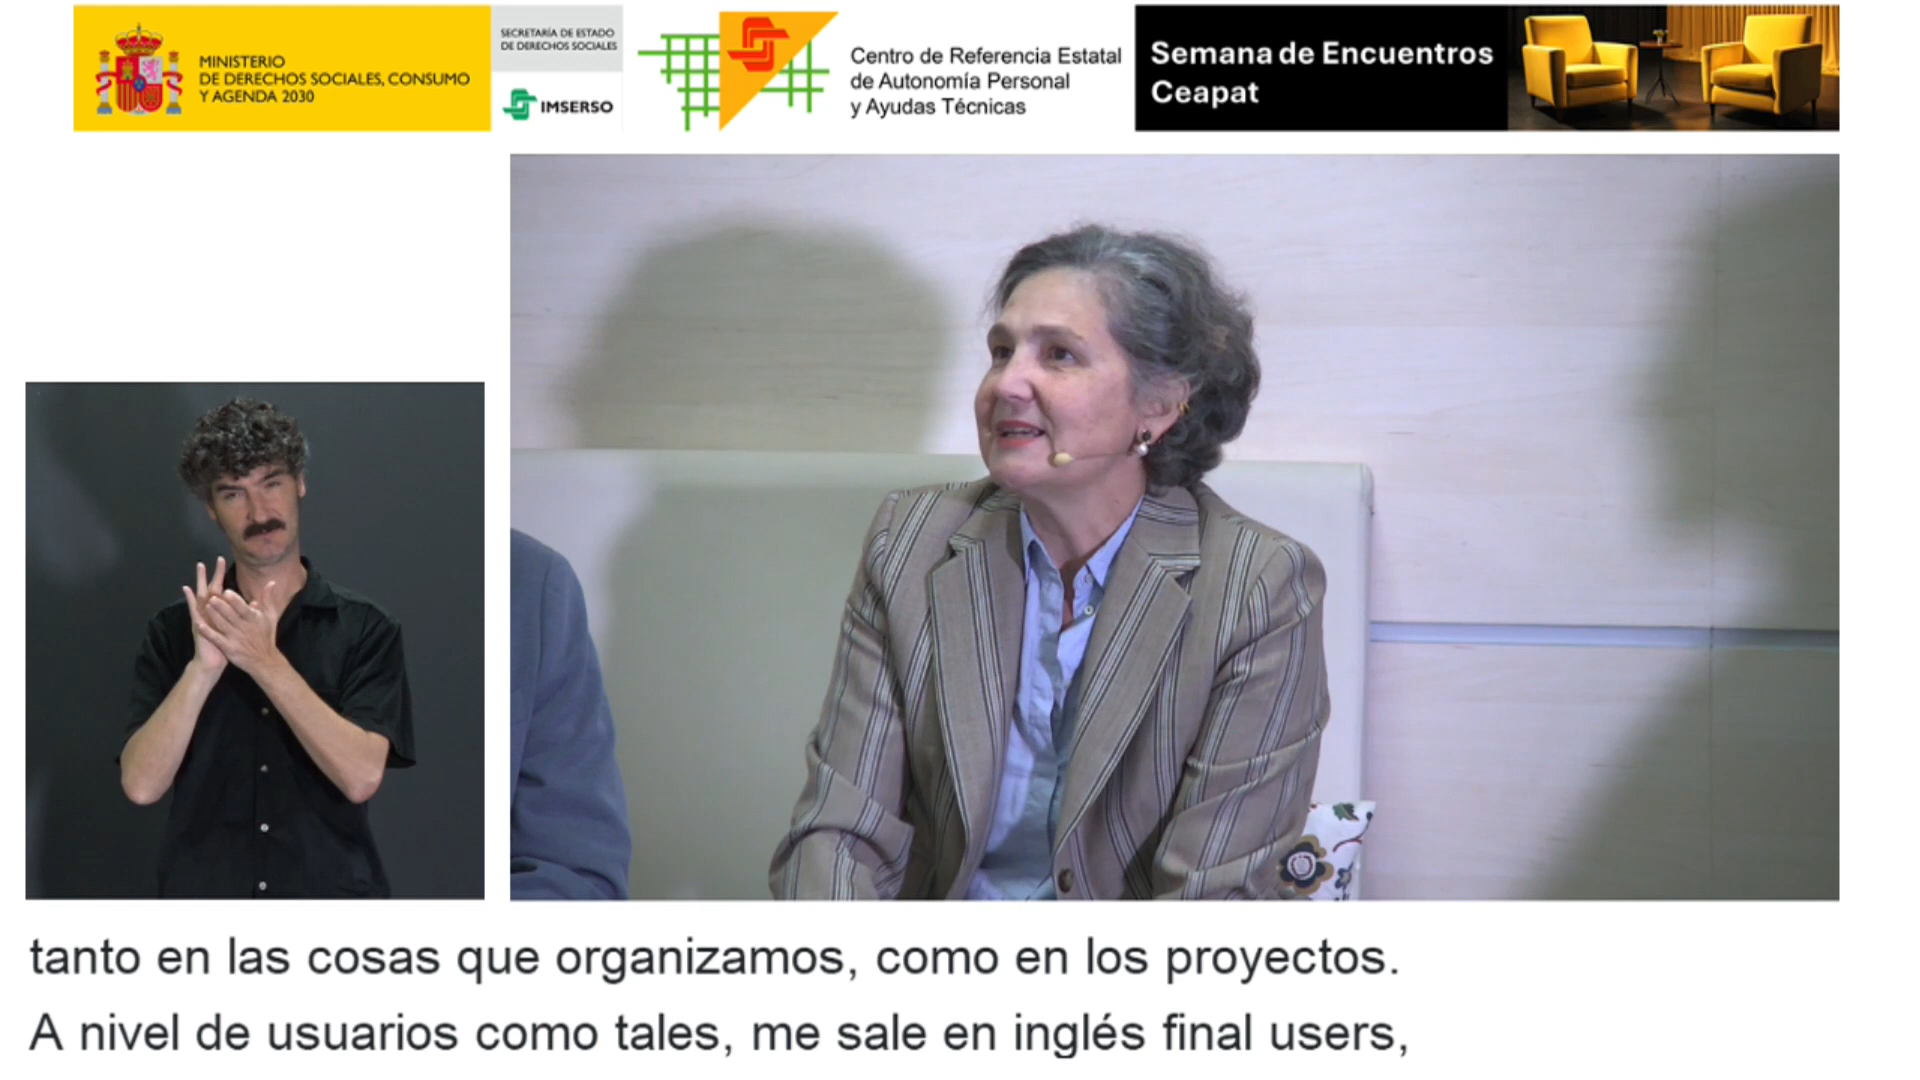 MINISTERIO
DE DERECHOS SOCIALES, CONSUMO
Y AGENDA 2030
SECRETARÍA DE ESTADO
DE DERECHOS SOCIALES
IMSERSO
Centro de Referencia Estatal
de Autonomía Personal
y Ayudas Técnicas
Semana de Encuentros
Ceapat
tanto en las cosas que organizamos, como en los proyectos.
A nivel de usuarios como tales, me sale en inglés final users,